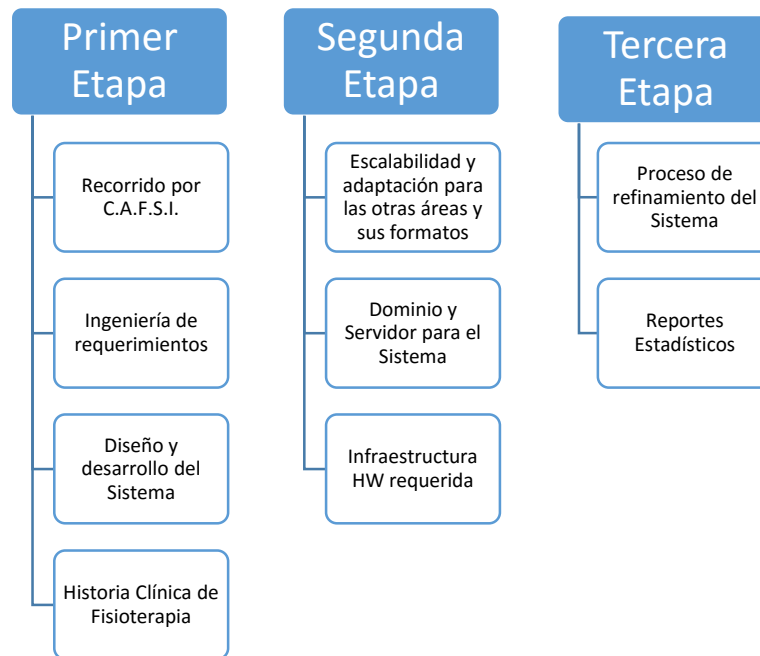 Primer
Etapa
Recorrido por
C.A.F.S.I.
Ingeniería de
requerimientos
Diseño y
desarrollo del
Sistema
Historia Clínica de
Fisioterapia
Segunda
Etapa
Escalabilidad y
adaptación para
las otras áreas y
sus formatos
Dominio y
Servidor para el
Sistema
Infraestructura
HW requerida
Tercera
Etapa
Proceso de
refinamiento del
Sistema
Reportes
Estadísticos